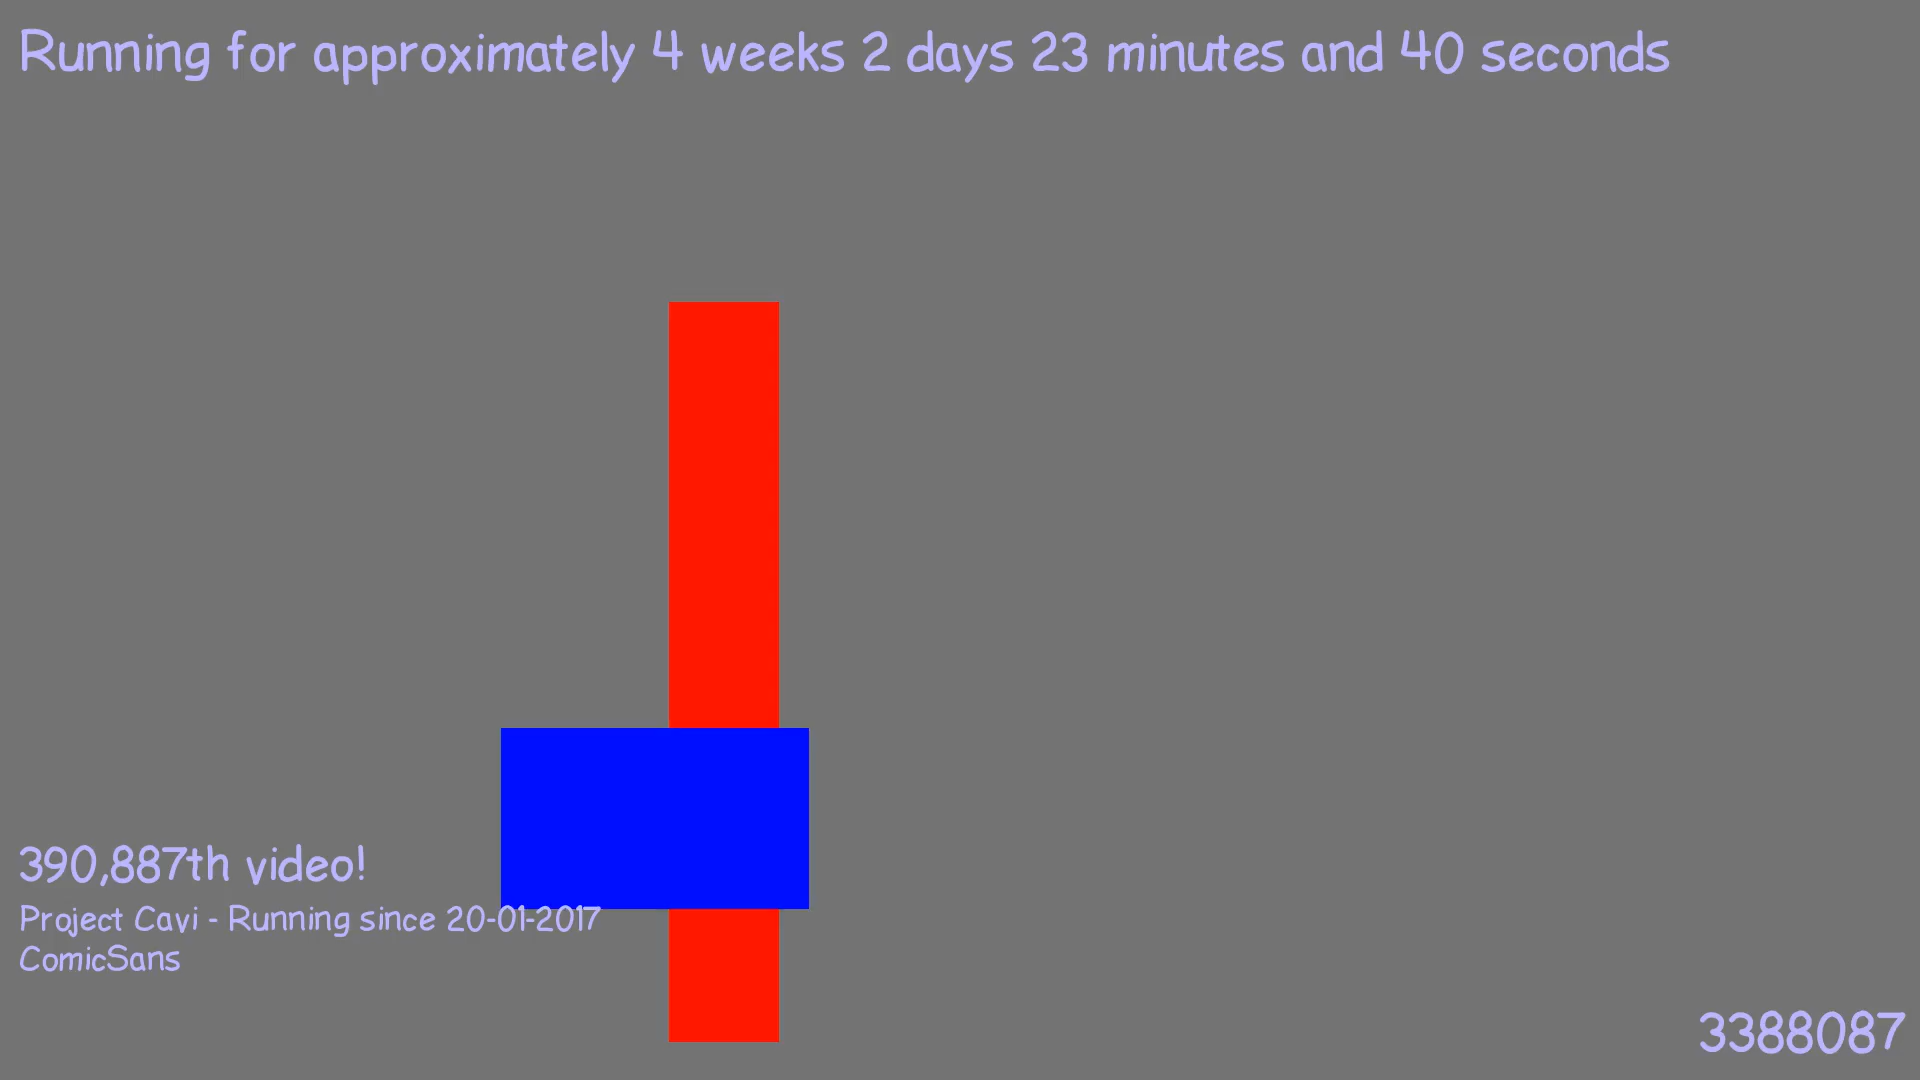 Running for approximately 4 weeks 2 days 23 minutes and 40 seconds
390,887th video!
Project Cavi - Running since 20-01-2017
ComicSans
3388087